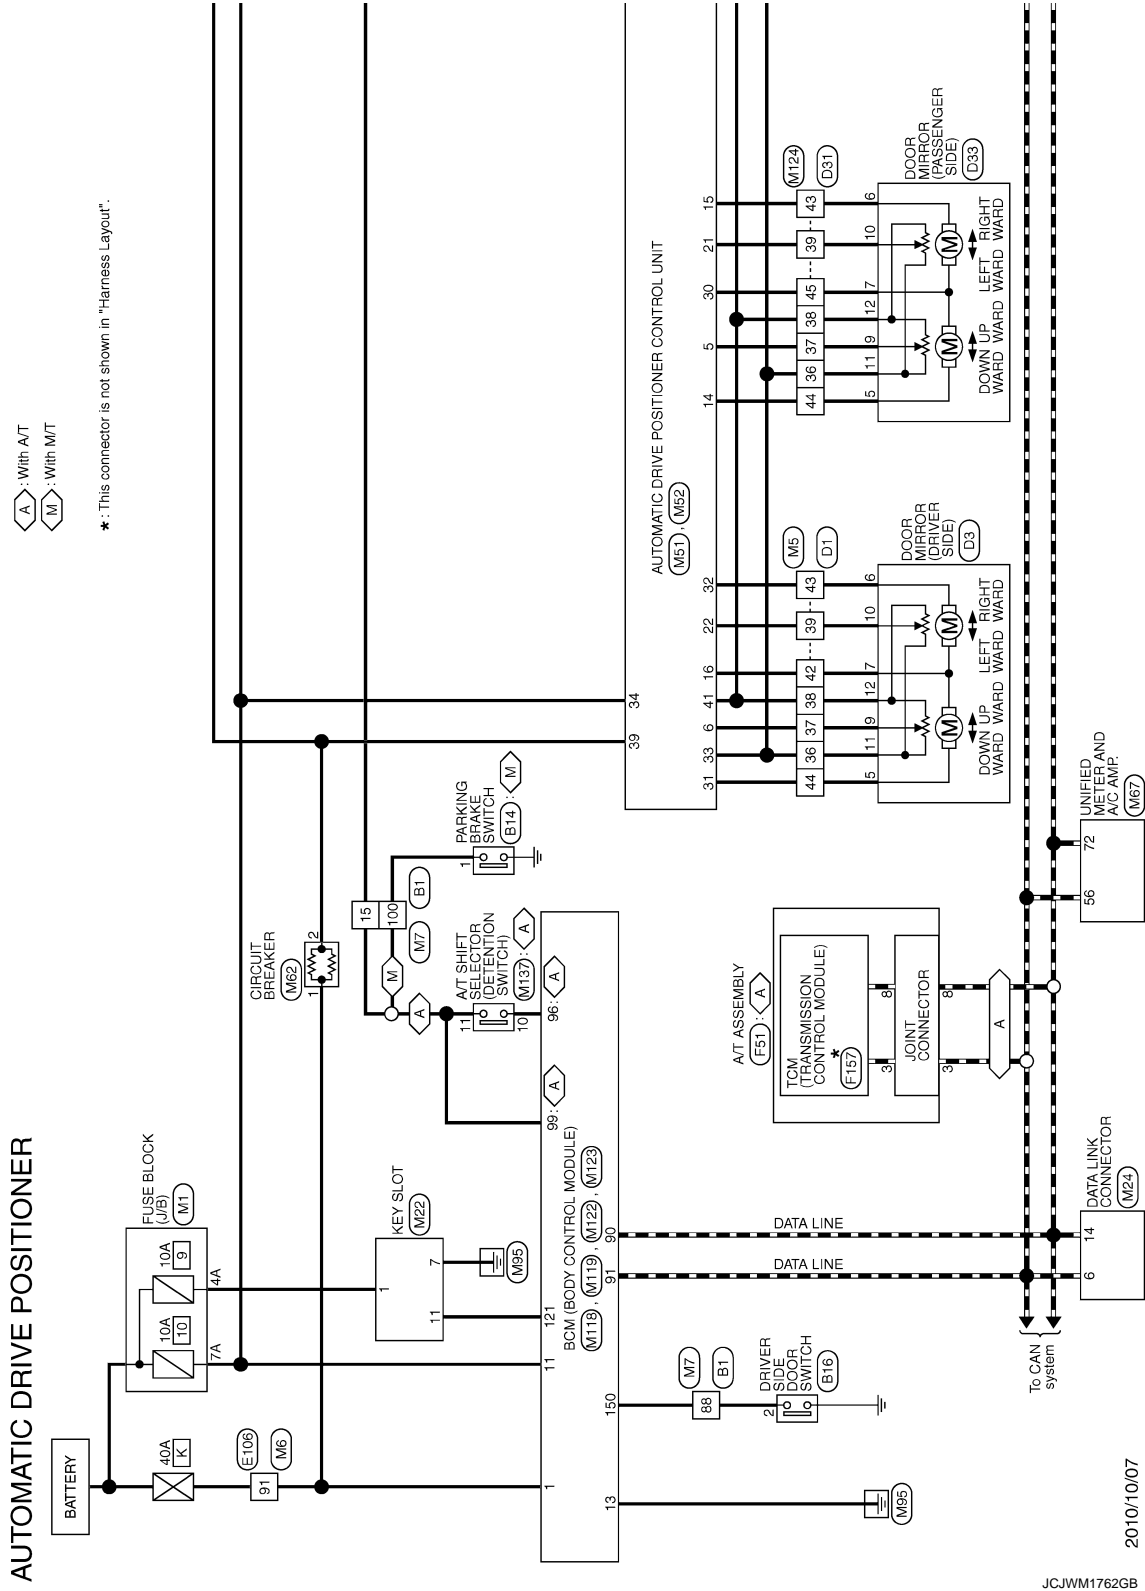 AUTOMATIC DRIVE POSITIONER
BATTERY
40A
K
E106
91
M6
FUSE BLOCK
(J/B)
M1
10A
10
10A
9
7A
4A
CIRCUIT
BREAKER
M62
1
2
KEY SLOT
M22
1
11
7
M95
A : With A/T
M : With M/T
* : This connector is not shown in "Harness Layout".
15
100
M7
B1
M
A
A/T SHIFT
SELECTOR
(DETENTION
SWITCH)
M137 : A
11
10
PARKING
BRAKE
SWITCH
B14 : M
1
1
11
121
99: A
96: A
BCM (BODY CONTROL MODULE)
M118 , M119 , M122 , M123
13
150
91
90
M95
88
M7
B1
DRIVER
SIDE
DOOR
SWITCH
B16
2
DATA LINE
DATA LINE
To CAN
system
6
14
DATA LINK
CONNECTOR
M24
A/T ASSEMBLY
F51 : A
TCM
(TRANSMISSION
CONTROL MODULE)
*
F157
3
8
JOINT
CONNECTOR
3
8
A
56
72
UNIFIED
METER AND
A/C AMP.
M67
39
34
AUTOMATIC DRIVE POSITIONER CONTROL UNIT
M51 , M52
31
33
6
41
16
22
32
44
36
37
38
42
39
43
M5
D1
5
11
9
12
7
10
6
DOOR
MIRROR
(DRIVER
SIDE)
D3
M
M
DOWN UP
WARD WARD
LEFT RIGHT
WARD WARD
14
5
30
21
15
44
36
37
38
45
39
43
M124
D31
5
11
9
12
7
10
6
DOOR
MIRROR
(PASSENGER
SIDE)
D33
M
M
DOWN UP
WARD WARD
LEFT RIGHT
WARD WARD
2010/10/07
JCJWM1762GB